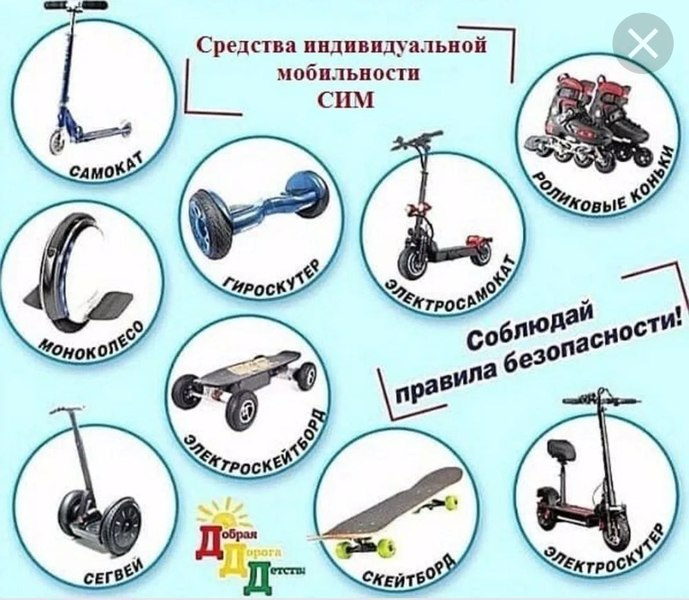 Средства индивидуальной
мобильности
СИМ
САМОКАТ
РОЛИКОВЫЕ КОНЬКИ
ГИРОСКУТЕР
ЭЛЕКТРОСАМОКАТ
МОНОКОЛЕСО
Соблюдай
правила безопасности!
ЭЛЕКТРОСКЕЙТБОРД
СЕГВЕЙ
Добрая
Дорога
Детства
СКЕЙТБОРД
ЭЛЕКТРОСКУТЕР